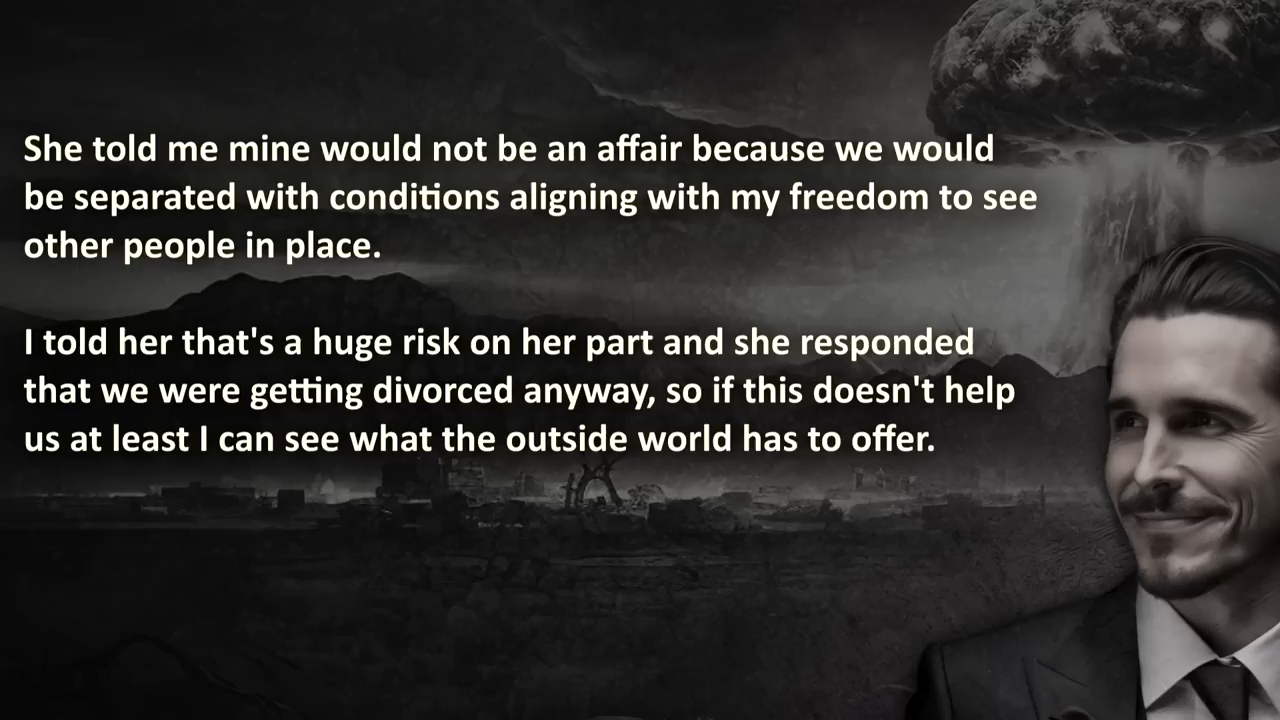 She told me mine would not be an affair because we would
be separated with conditions aligning with my freedom to see
other people in place.
I told her that's a huge risk on her part and she responded
that we were getting divorced anyway, so if this doesn't help
us at least I can see what the outside world has to offer.